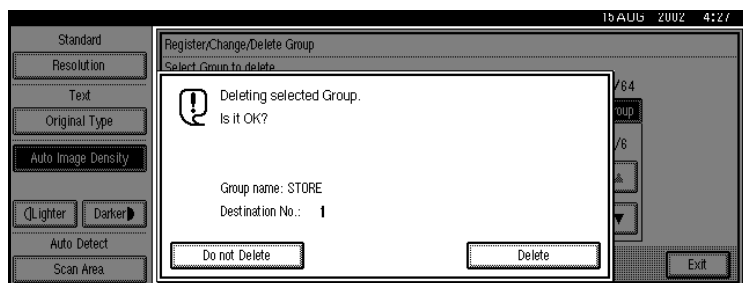 15 AUG 2002 4:27
Standard
Resolution
Text
Original Type
Auto Image Density
Lighter Darker
Auto Detect
Scan Area
Register/Change/Delete Group
Select Group to delete
/64
roup
/6
Deleting selected Group.
Is it OK?
Group name: STORE
Destination No.: 1
Do not Delete Delete
Exit